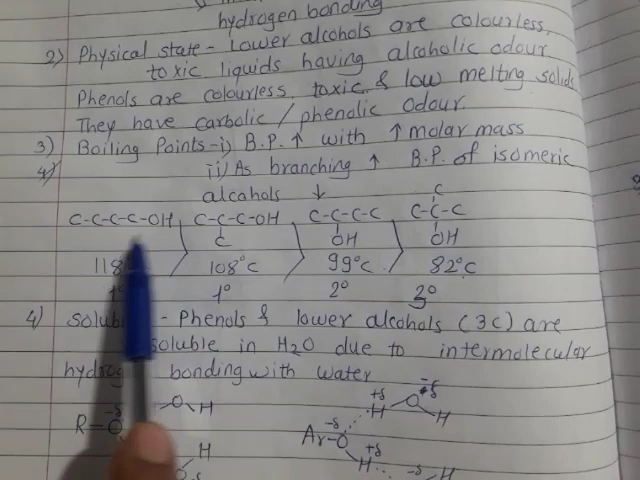 hydrogen bonding
2) Physical state - Lower alcohols are colourless,
toxic liquids having alcoholic odour
Phenols are colourless toxic & low melting solids
They have carbolic / phenolic odour.
3) Boiling Points - i) B.P. ↑ with ↑ molar mass
4) ii) As branching ↑ B.P. of isomeric
alcohols ↓
C
C-C-C-C-OH C-C-C-OH C-C-C-C C-C-C
C OH OH
118 108°C 99°C 82°C
1° 1° 2° 3°
4) - Phenols & lower alcohols (3C) are
soluble in H2O due to intermolecular
bonding with water
+δ -δ
H O
O H H
R-O -δ Ar-O -δ
H H +δ -δ H
O